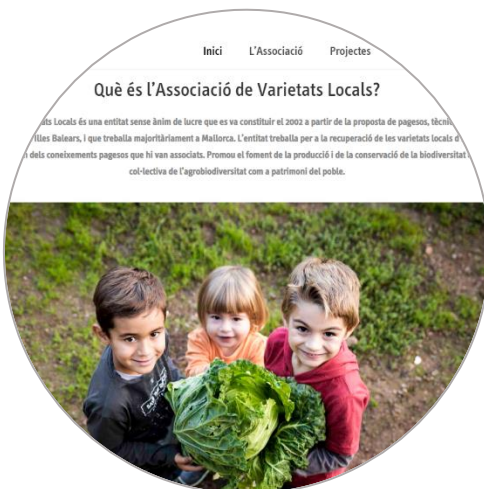 Inici L'Associació Projectes
Què és l'Associació de Varietats Locals?
Locals és una entitat sense ànim de lucre que es va constituir el 2002 a partir de la proposta de pagesos,
Illes Balears, i que treballa majoritàriament a Mallorca. L'entitat treballa per a la recuperació de les varietats locals
dels coneixements pagesos que hi van associats. Promou el foment de la producció i de la conservació de la biodiversitat
col·lectiva de l'agrobiodiversitat com a patrimoni del poble.